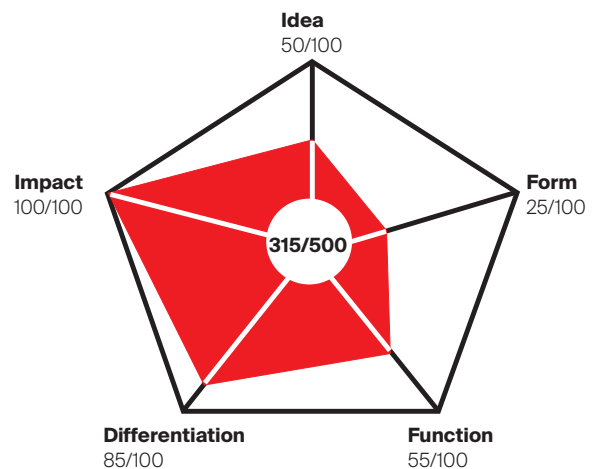 Idea
50/100
Impact
100/100
Form
25/100
315/500
Differentiation
85/100
Function
55/100